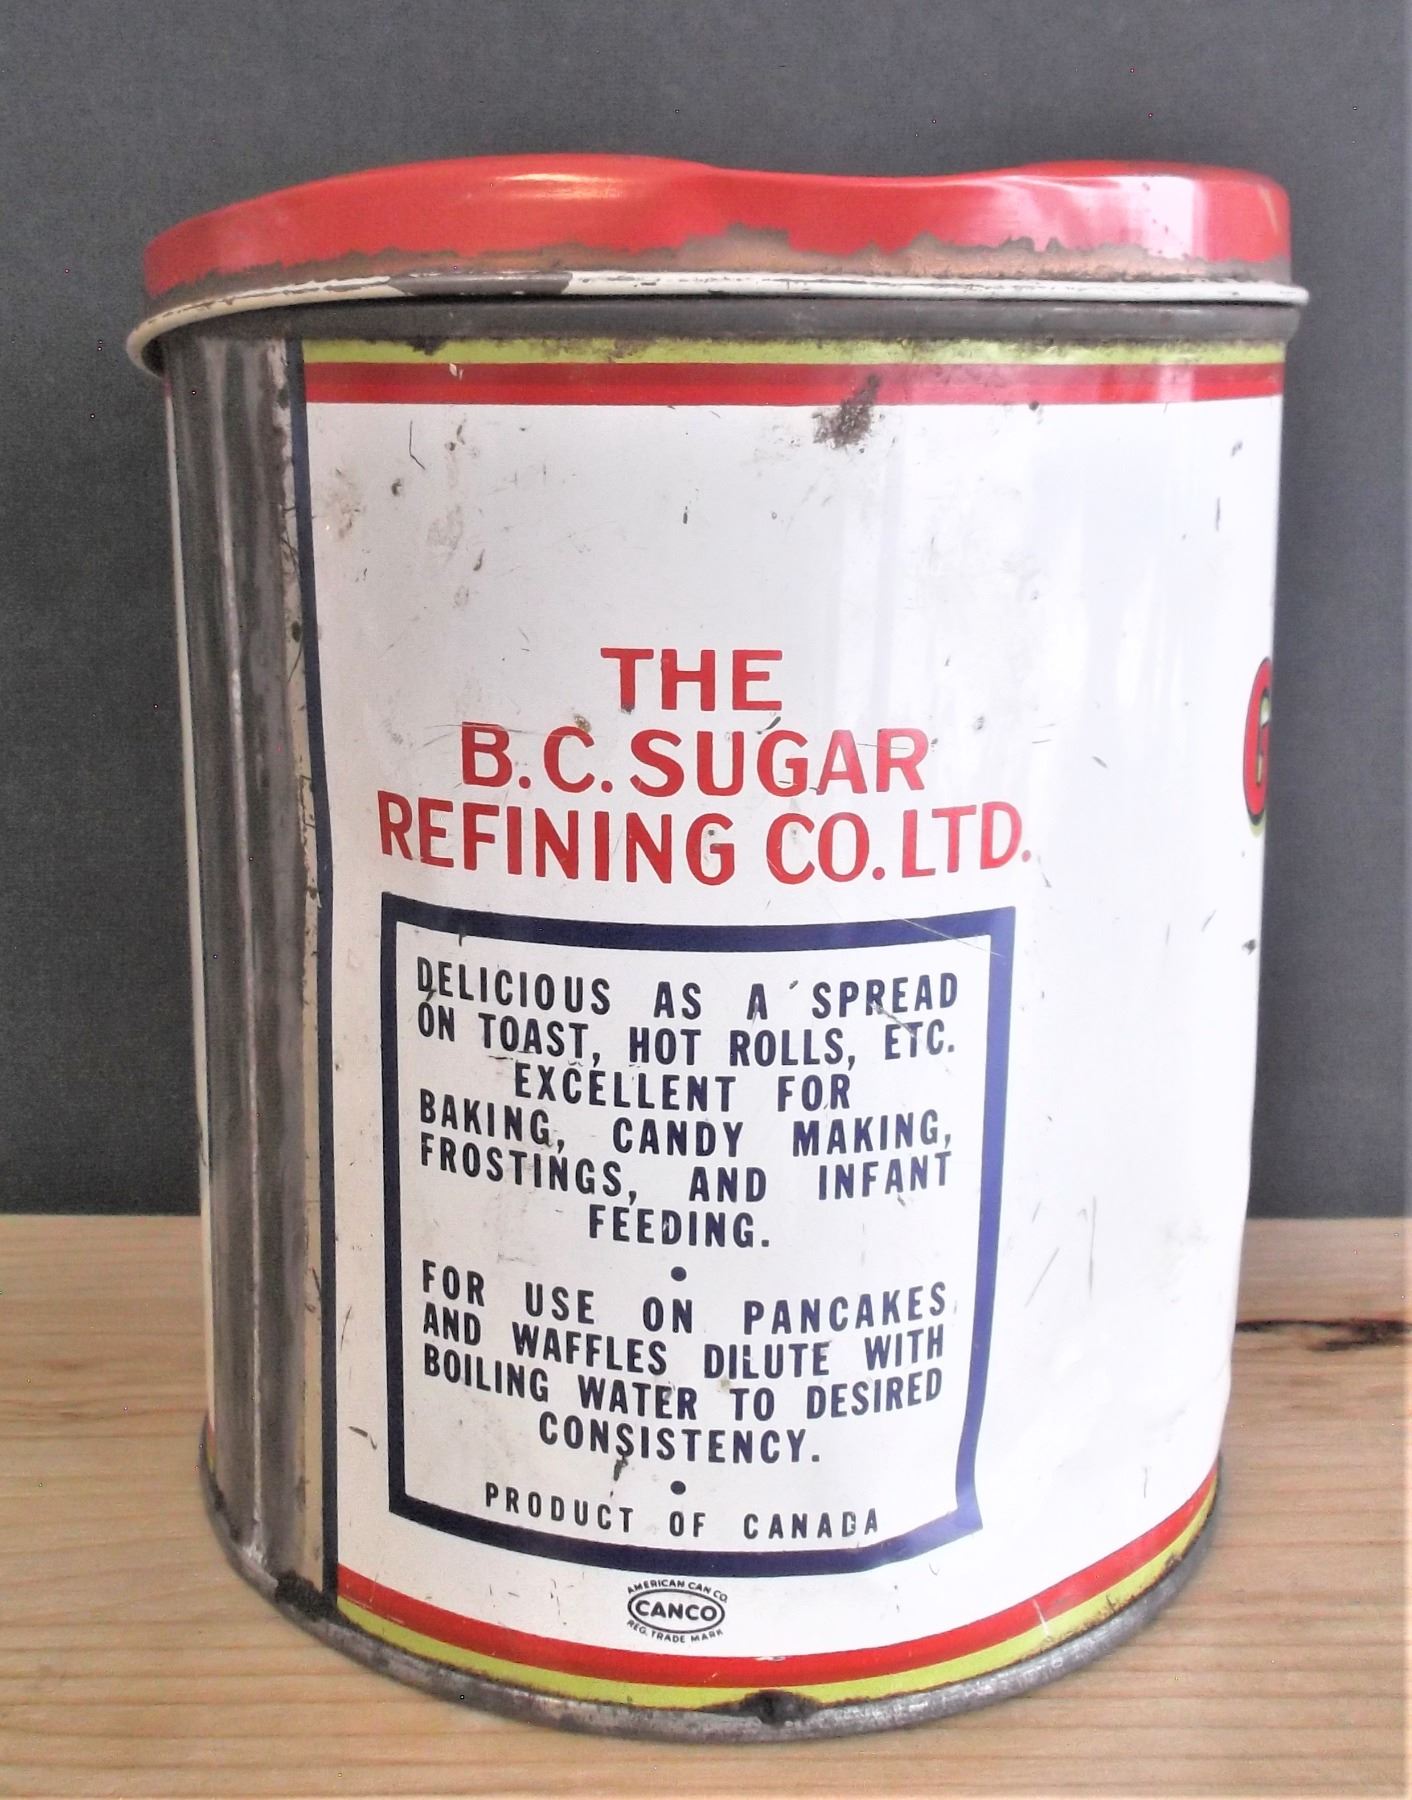 THE
B.C. SUGAR
REFINING CO. LTD.
DELICIOUS AS A SPREAD
ON TOAST, HOT ROLLS, ETC.
EXCELLENT FOR
BAKING, CANDY MAKING,
FROSTINGS, AND INFANT
FEEDING.
•
FOR USE ON PANCAKES
AND WAFFLES DILUTE WITH
BOILING WATER TO DESIRED
CONSISTENCY.
•
PRODUCT OF CANADA
AMERICAN CAN CO
CANCO
REG. TRADE MARK